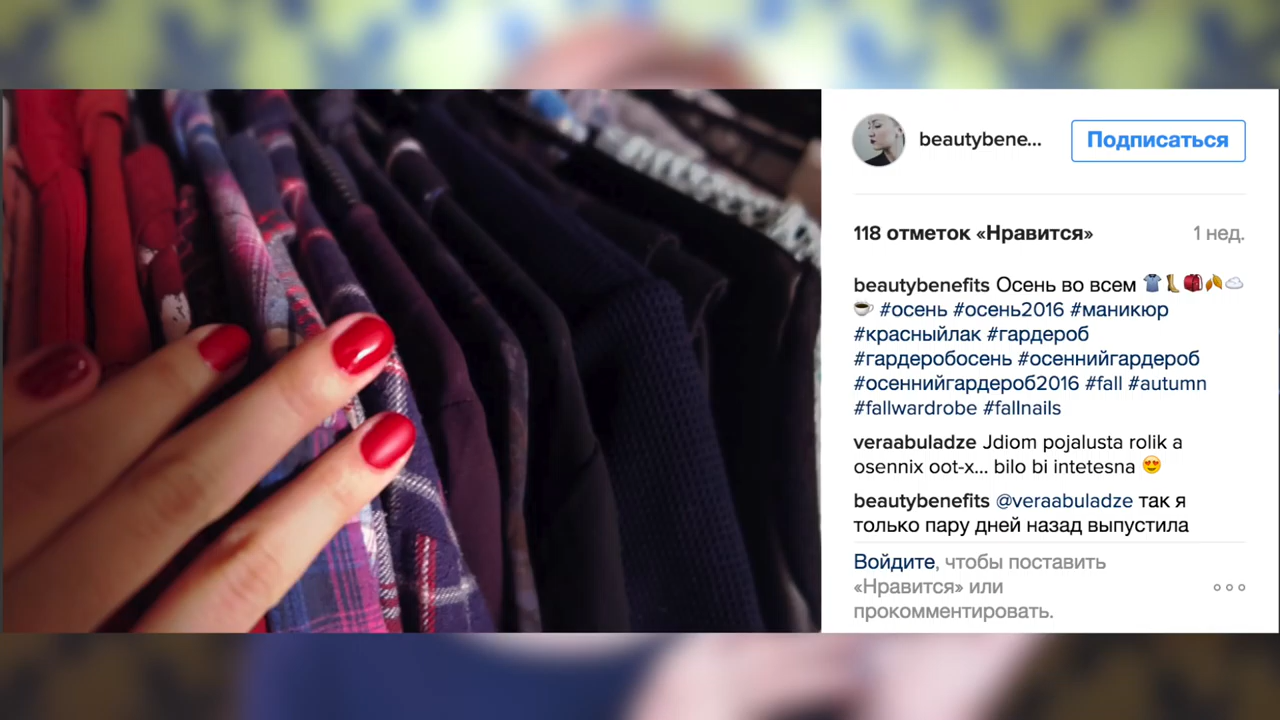 beautybene...
Подписаться
118 отметок «Нравится»
1 нед.
beautybenefits Осень во всем 👚👢🎒🍂☁️
☕ #осень #осень2016 #маникюр
#красныйлак #гардероб
#гардеробосень #осеннийгардероб
#осеннийгардероб2016 #fall #autumn
#fallwardrobe #fallnails
veraabuladze Jdiom pojalusta rolik a
osennix oot-x... bilo bi intetesna 😍
beautybenefits @veraabuladze так я
только пару дней назад выпустила
Войдите, чтобы поставить
«Нравится» или
прокомментировать.